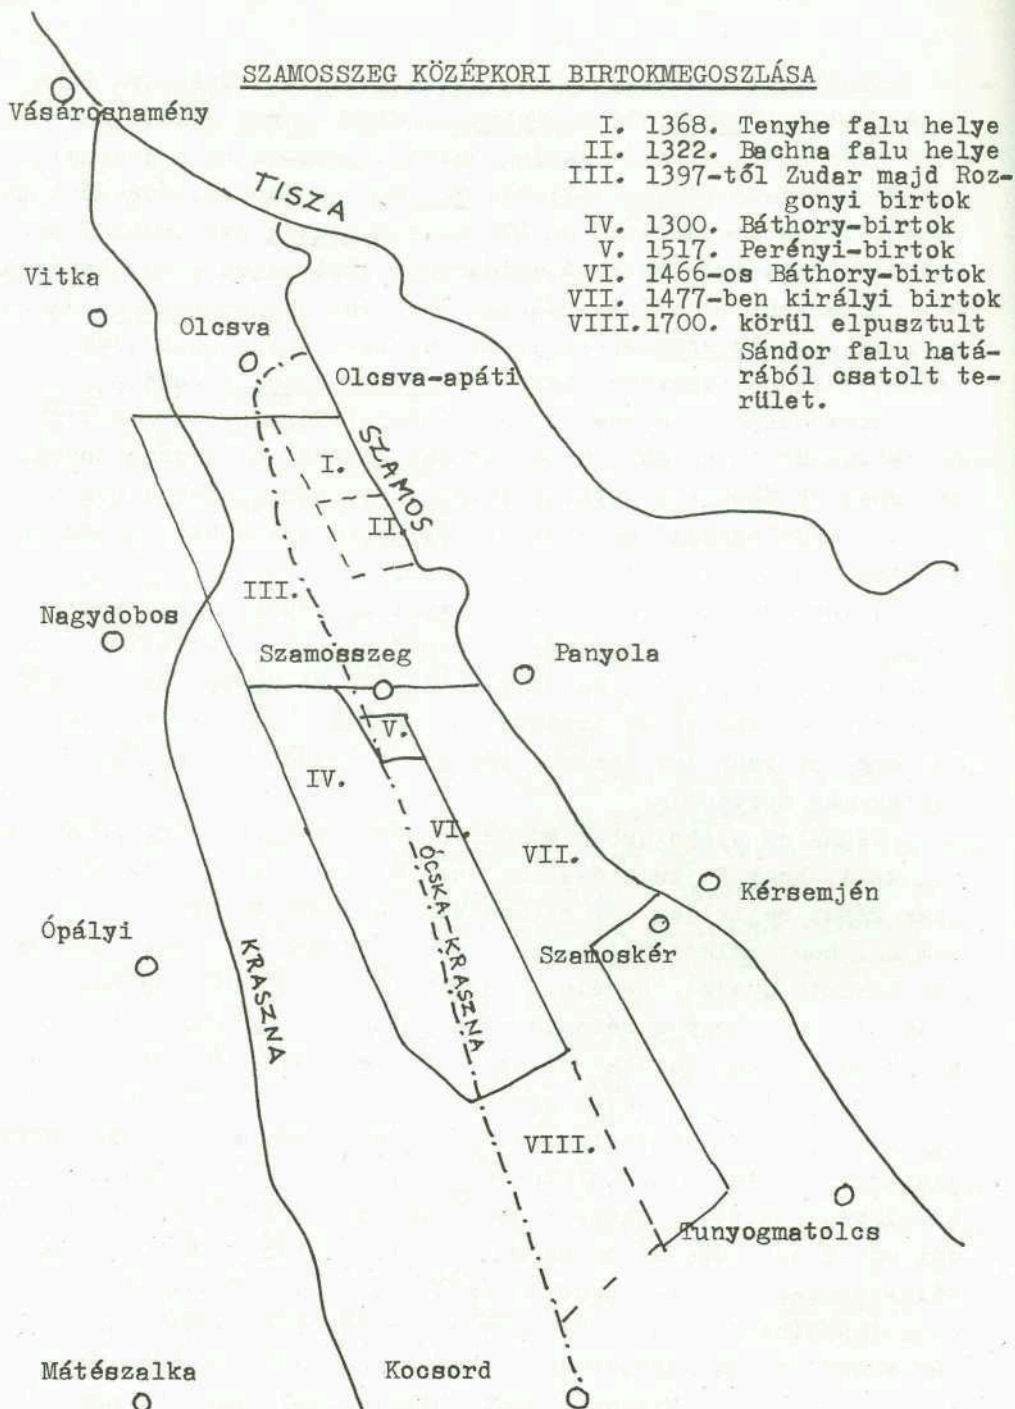 SZAMOSSZEG KÖZÉPKORI BIRTOKMEGOSZLÁSA
Vásárosnamény
I. 1368. Tenyhe falu helye
II. 1322. Bachna falu helye
III. 1397-től Zudar majd Roz-
gonyi birtok
IV. 1300. Báthory-birtok
V. 1517. Perényi-birtok
VI. 1466-os Báthory-birtok
VII. 1477-ben királyi birtok
VIII. 1700. körül elpusztult
Sándor falu hatá-
rából csatolt te-
rület.
TISZA
Vitka
Olcsva
Olcsva-apáti
SZAMOS
I.
II.
III.
Nagydobos
Szamosszeg
Panyola
V.
IV.
VI.
VII.
ÓCSKA-KRASZNA
Kérsemjén
Ópályi
Szamoskér
KRASZNA
VIII.
Tunyogmatolcs
Mátészalka
Kocsord